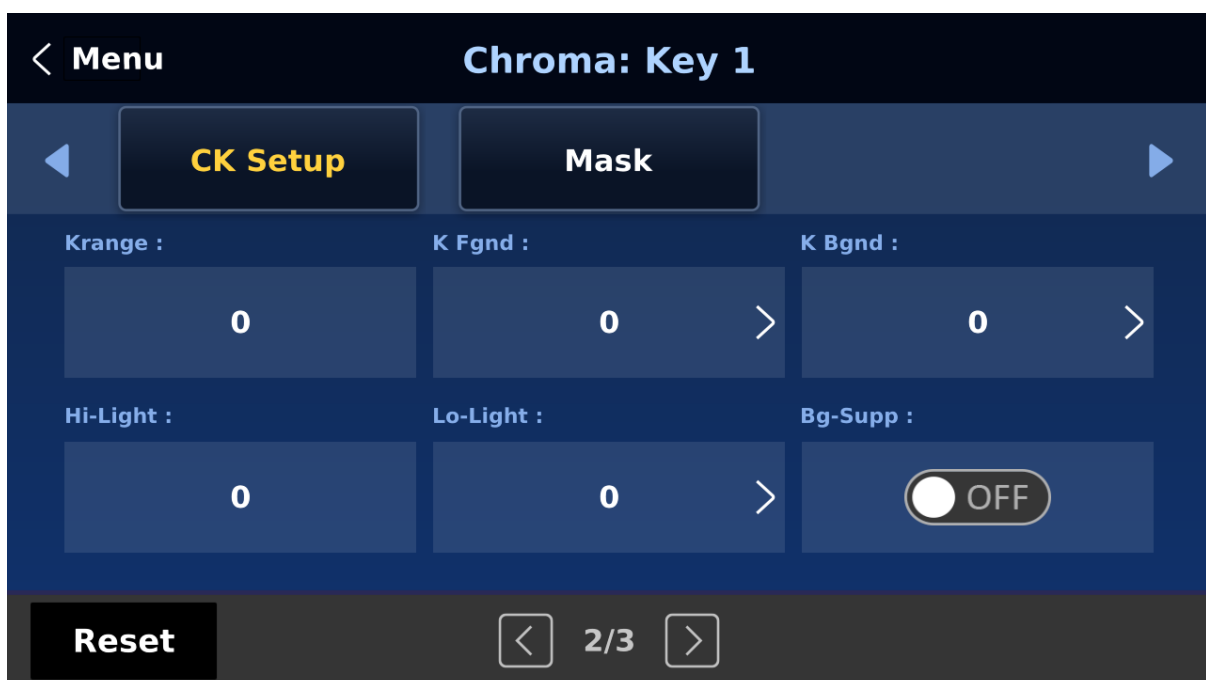 Menu
Chroma: Key 1
CK Setup
Mask
Krange :
K Fgnd :
K Bgnd :
0
0
0
Hi-Light :
Lo-Light :
Bg-Supp :
0
0
OFF
Reset
2/3